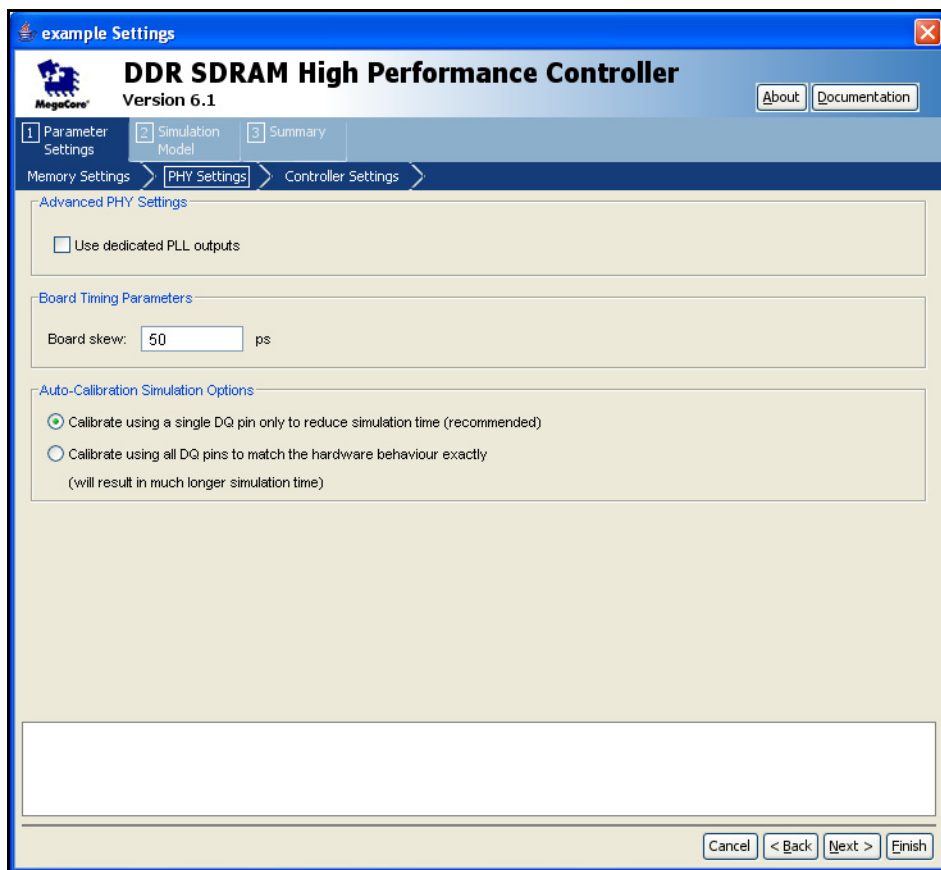 example Settings
MegaCore®
DDR SDRAM High Performance Controller
Version 6.1
About
Documentation
1 Parameter Settings
2 Simulation Model
3 Summary
Memory Settings
PHY Settings
Controller Settings
Advanced PHY Settings
Use dedicated PLL outputs
Board Timing Parameters
Board skew: 50 ps
Auto-Calibration Simulation Options
Calibrate using a single DQ pin only to reduce simulation time (recommended)
Calibrate using all DQ pins to match the hardware behaviour exactly
(will result in much longer simulation time)
Cancel
< Back
Next >
Finish